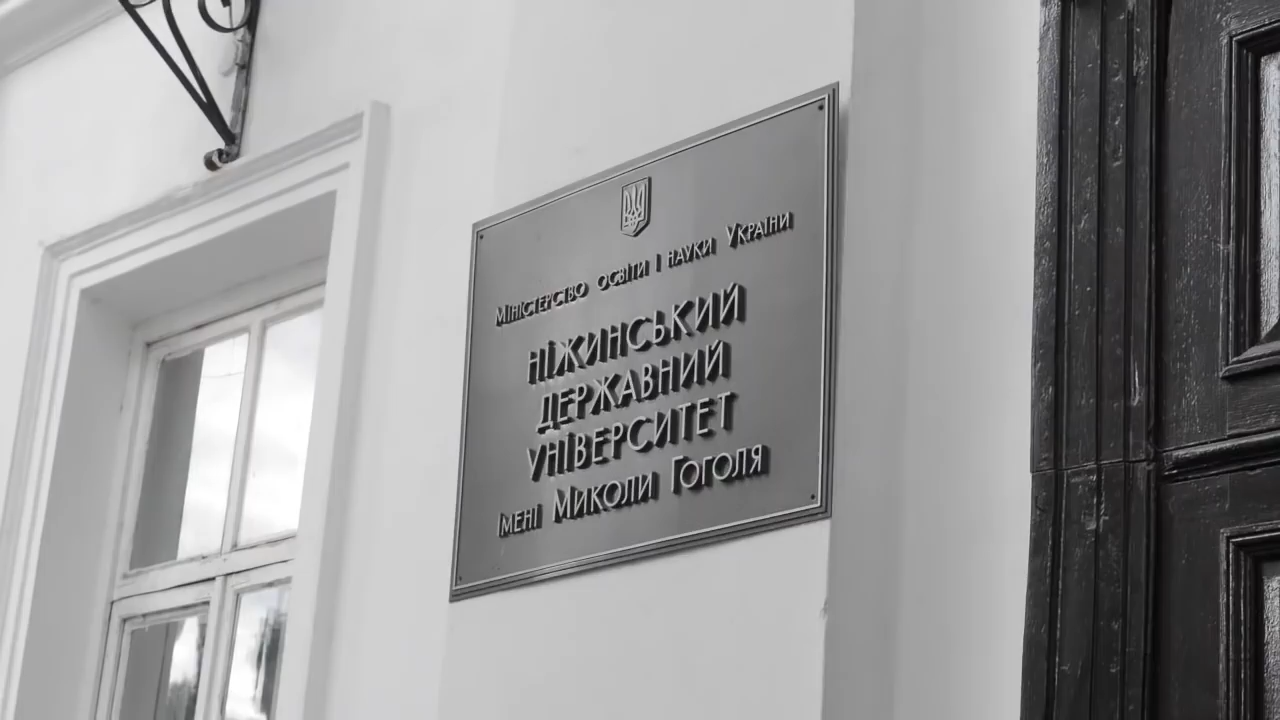 Міністерство освіти і науки України
НІЖИНСЬКИЙ
ДЕРЖАВНИЙ
УНІВЕРСИТЕТ
імені Миколи Гоголя